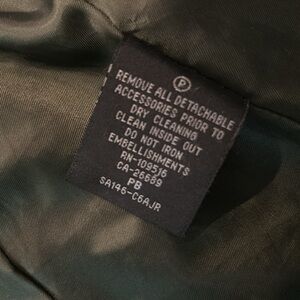 P
REMOVE ALL DETACHABLE
ACCESSORIES PRIOR TO
DRY CLEANING
CLEAN INSIDE OUT
DO NOT IRON
EMBELLISHMENTS
RN-109516
CA-26689
PB
SA146-C6AJR